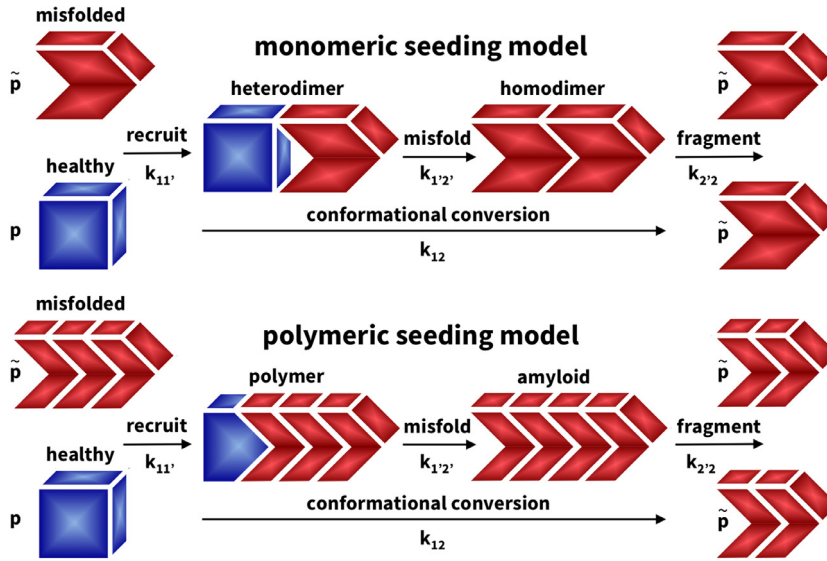 misfolded
monomeric seeding model
p̃
heterodimer
homodimer
p̃
recruit
misfold
fragment
healthy
k11'
k1'2'
k2'2
conformational conversion
p
k12
p̃
misfolded
polymeric seeding model
p̃
polymer
amyloid
p̃
recruit
misfold
fragment
healthy
k11'
k1'2'
k2'2
conformational conversion
p
k12
p̃